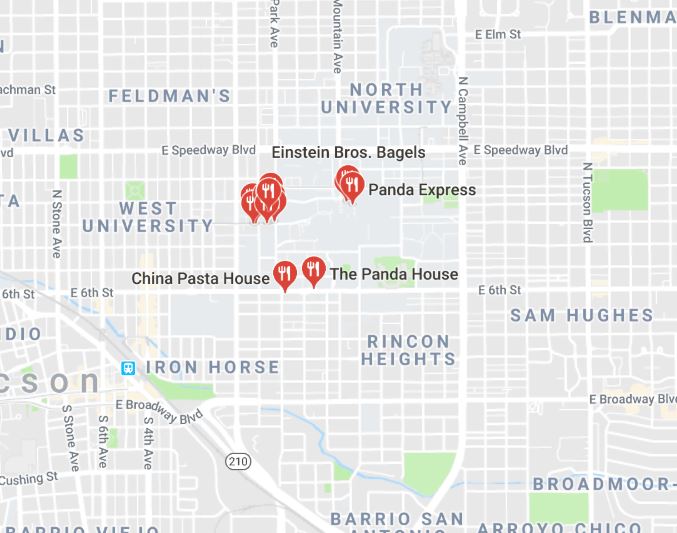 Park Ave
Mountain Ave
BLENMA
E Elm St
achman St
FELDMAN'S
NORTH
UNIVERSITY
N Campbell Ave
VILLAS
vd
E Speedway Blvd
Einstein Bros. Bagels
E Speedway Blvd
Panda Express
N Stone Ave
TA
WEST
UNIVERSITY
N Tucson Blvd
China Pasta House
The Panda House
6th St
E 6th St
E 6th St
SAM HUGHES
DIO
RINCON
HEIGHTS
IRON HORSE
cson
E Broadway Blvd
E Broadway Blv
S Stone Ave
S 6th Ave
S 4th Ave
210
Cushing St
BROADMOOR-
BARRIO SAN
ANTONIO
BARRIO VIEJO
ARROYO CHICO